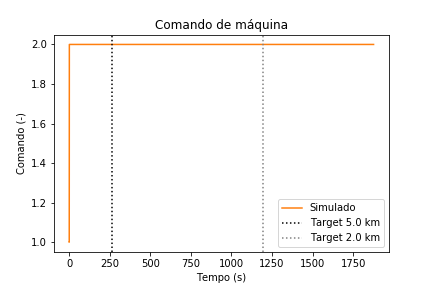 Comando de máquina
2.0
1.8
1.6
1.4
1.2
1.0
Comando (-)
Simulado
Target 5.0 km
Target 2.0 km
0 250 500 750 1000 1250 1500 1750
Tempo (s)